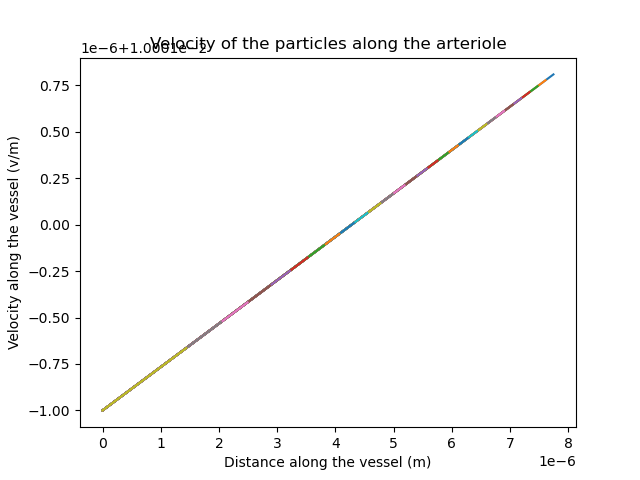 Velocity of the particles along the arteriole
1e−6+1.0001e−2
0.75
0.50
0.25
0.00
−0.25
−0.50
−0.75
−1.00
Velocity along the vessel (v/m)
0 1 2 3 4 5 6 7 8
1e−6
Distance along the vessel (m)